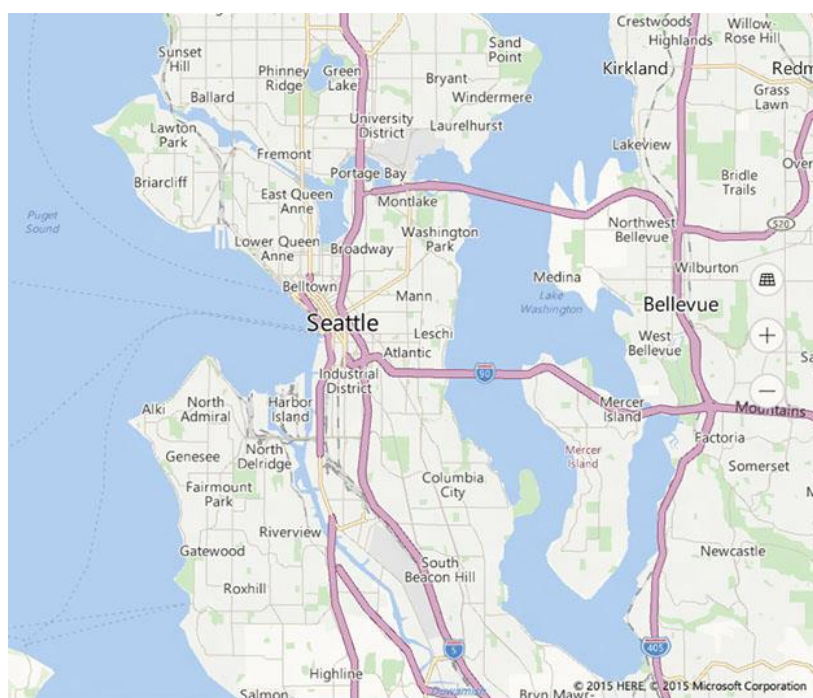 Crestwoods
Highlands
Willow-
Rose Hill
Sunset
Hill
Sand
Point
Phinney
Ridge
Green
Lake
Bryant
Kirkland
Redm
Grass
Lawn
Ballard
Windermere
University
District
Laurelhurst
Lawton
Park
Fremont
Lakeview
Over
Portage Bay
Bridle
Trails
Briarcliff
East Queen
Anne
Montlake
Puget
Sound
Northwest
Bellevue
520
Lower Queen
Anne
Broadway
Washington
Park
Wilburton
Belltown
Mann
Medina
Lake
Washington
Bellevue
Seattle
Leschi
West
Bellevue
Sa
Atlantic
Industrial
District
90
Alki
North
Admiral
Harbor
Island
Mercer
Island
Mountains
Factoria
Genesee
North
Delridge
Mercer
Island
Somerset
Fairmount
Park
Columbia
City
M
Riverview
Gatewood
South
Beacon Hill
Newcastle
Roxhill
5
405
Highline
© 2015 HERE, © 2015 Microsoft Corporation
Salmon
Duwamish
Bryn Mawr-